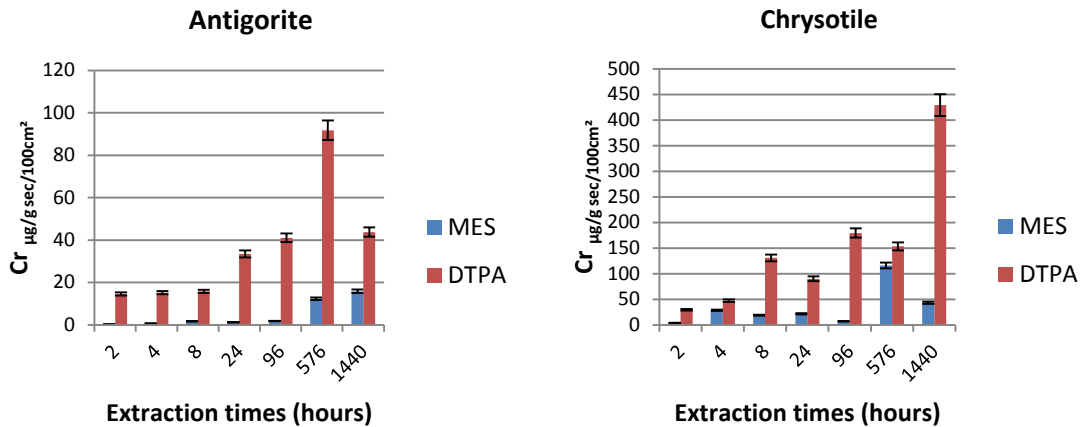 Antigorite
120
100
80
60
40
20
0
Cr µg/g sec/100cm²
2 4 8 24 96 576 1440
Extraction times (hours)
MES
DTPA
Chrysotile
500
450
400
350
300
250
200
150
100
50
0
Cr µg/g sec/100cm²
2 4 8 24 96 576 1440
Extraction times (hours)
MES
DTPA